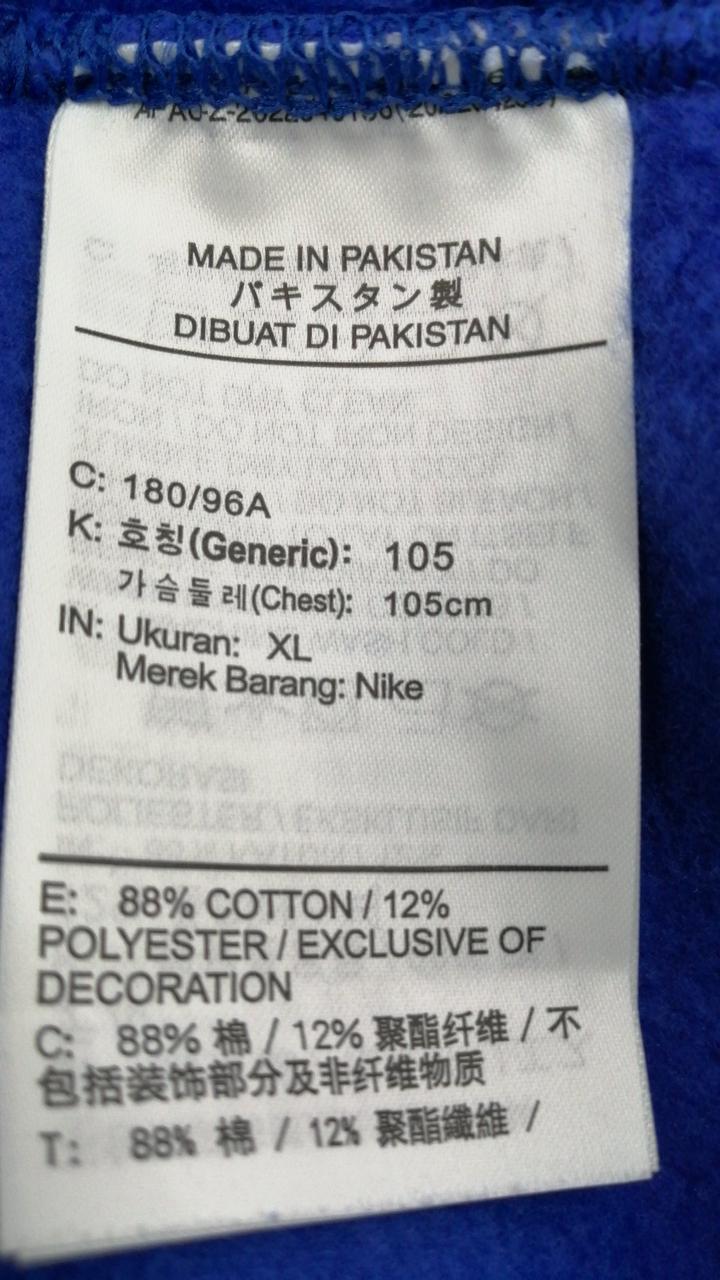 MADE IN PAKISTAN
パキスタン製
DIBUAT DI PAKISTAN
C: 180/96A
K: 호칭(Generic): 105
가슴둘레(Chest): 105cm
IN: Ukuran: XL
Merek Barang: Nike
E: 88% COTTON / 12%
POLYESTER / EXCLUSIVE OF
DECORATION
C: 88% 棉 / 12% 聚酯纤维 / 不
包括装饰部分及非纤维物质
T: 88% 棉 / 12% 聚酯纖維 /